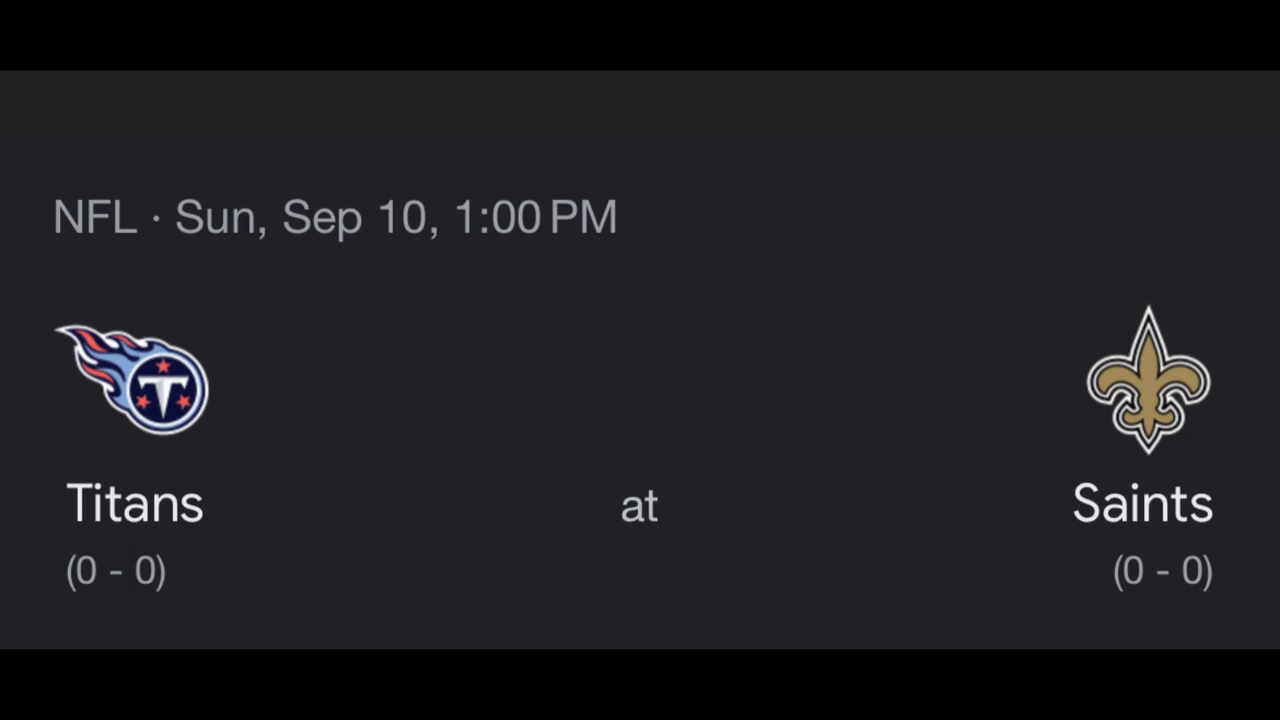 NFL · Sun, Sep 10, 1:00 PM
T
Titans at Saints
(0 - 0) (0 - 0)